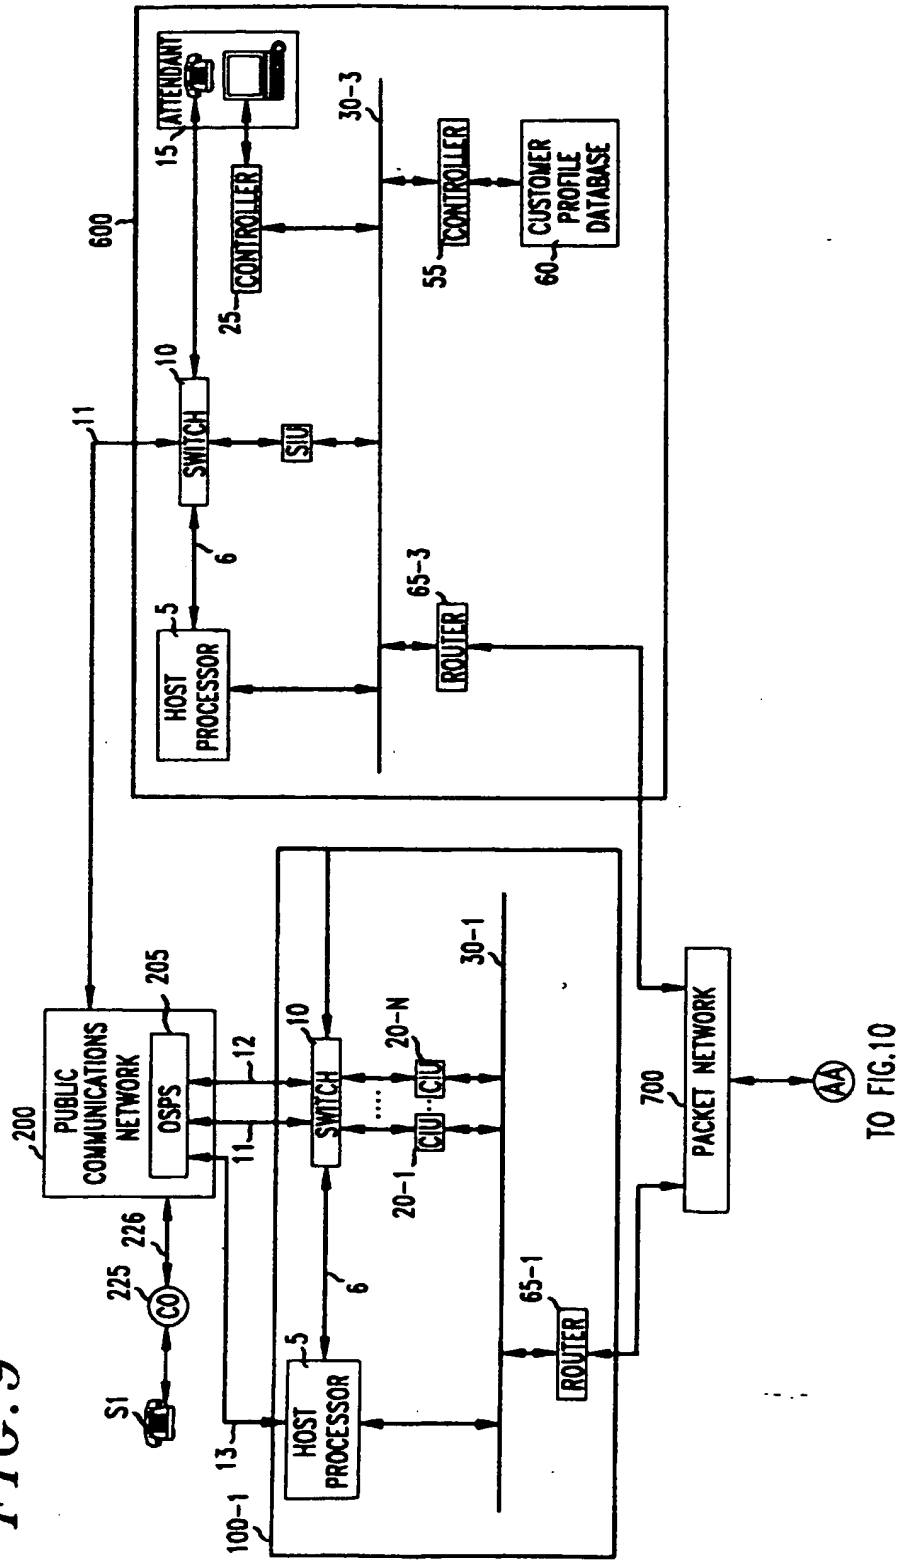 FIG. 9
S1
225
CO
226
200
PUBLIC
COMMUNICATIONS
NETWORK
OSPS
205
11
12
13
11
100-1
5
HOST
PROCESSOR
6
10
SWITCH
20-1
CIU
...
....
20-N
CIU
30-1
65-1
ROUTER
600
5
HOST
PROCESSOR
6
10
SWITCH
SIU
15
ATTENDANT
25
CONTROLLER
30-3
65-3
ROUTER
55
CONTROLLER
60
CUSTOMER
PROFILE
DATABASE
700
PACKET NETWORK
AA
TO FIG.10